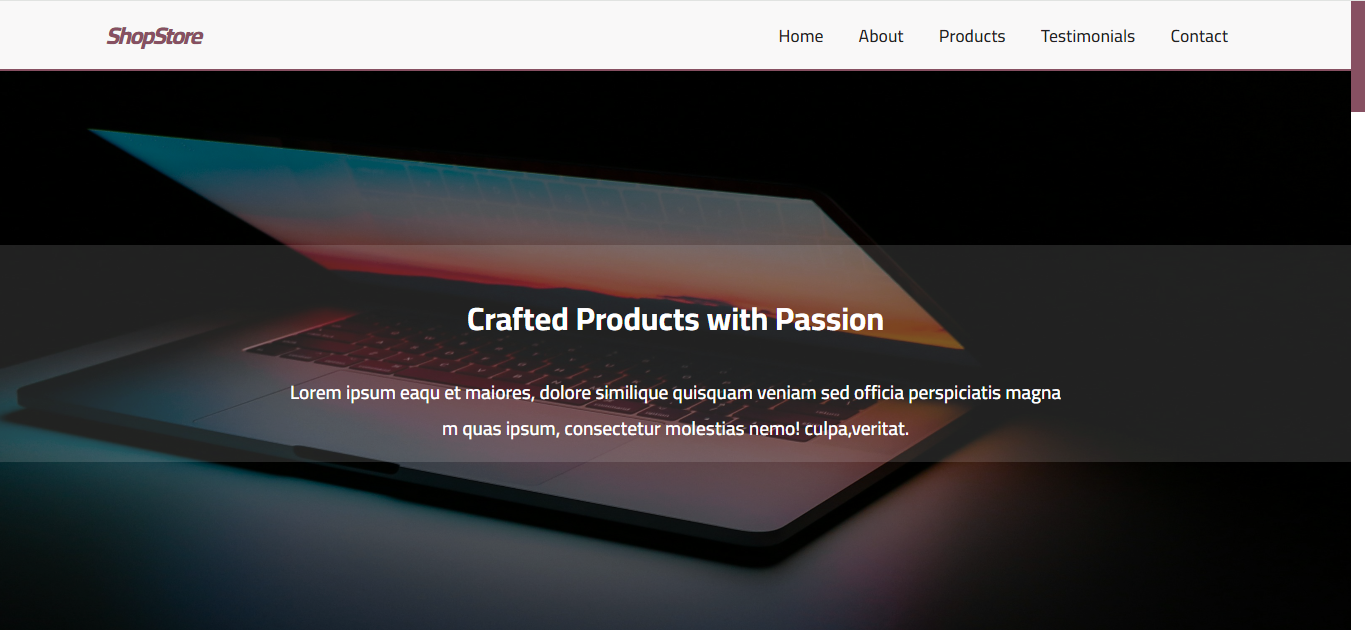 ShopStore
Home About Products Testimonials Contact
Crafted Products with Passion
Lorem ipsum eaqu et maiores, dolore similique quisquam veniam sed officia perspiciatis magna
m quas ipsum, consectetur molestias nemo! culpa,veritat.